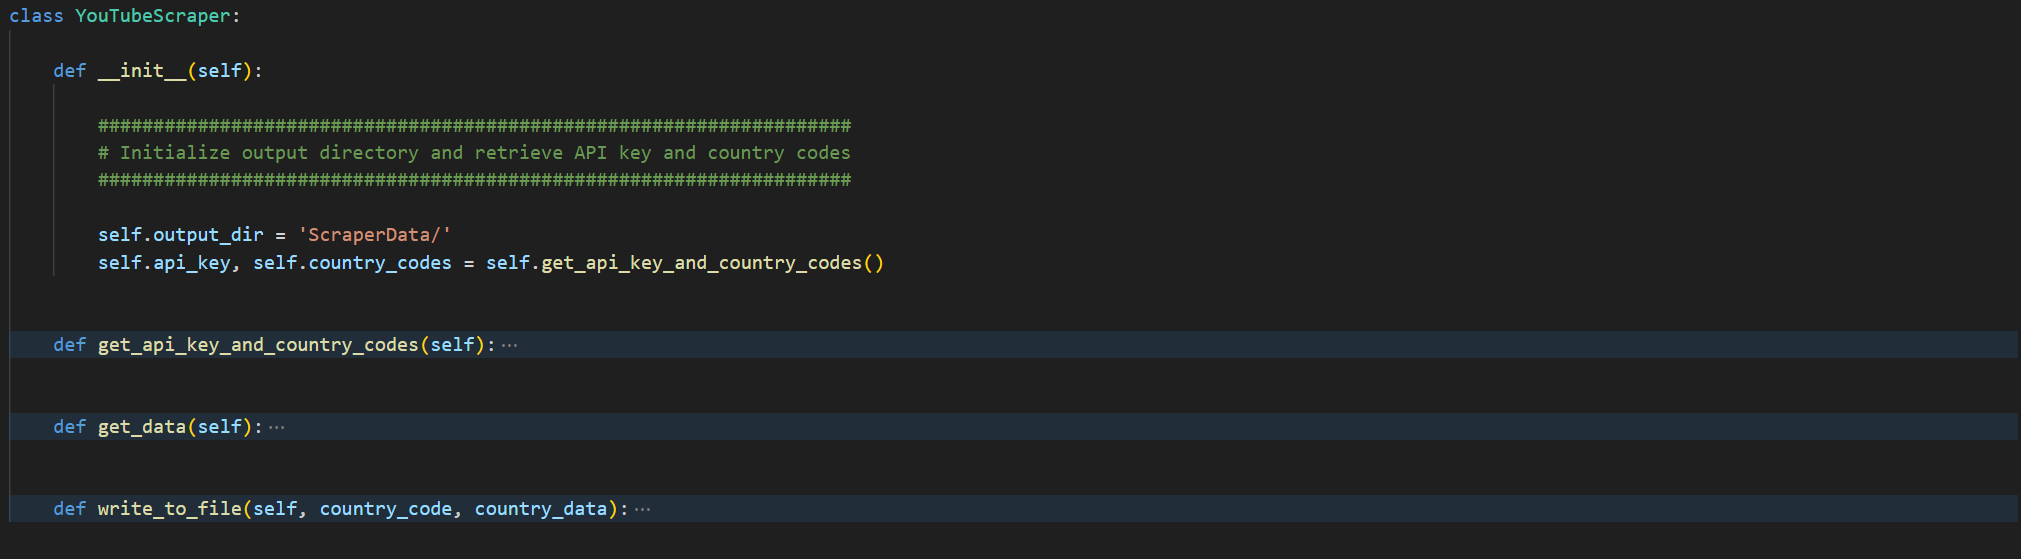 class YouTubeScraper:
def __init__(self):
####################################################################
# Initialize output directory and retrieve API key and country codes
####################################################################
self.output_dir = 'ScraperData/'
self.api_key, self.country_codes = self.get_api_key_and_country_codes()
def get_api_key_and_country_codes(self):···
def get_data(self):···
def write_to_file(self, country_code, country_data):···